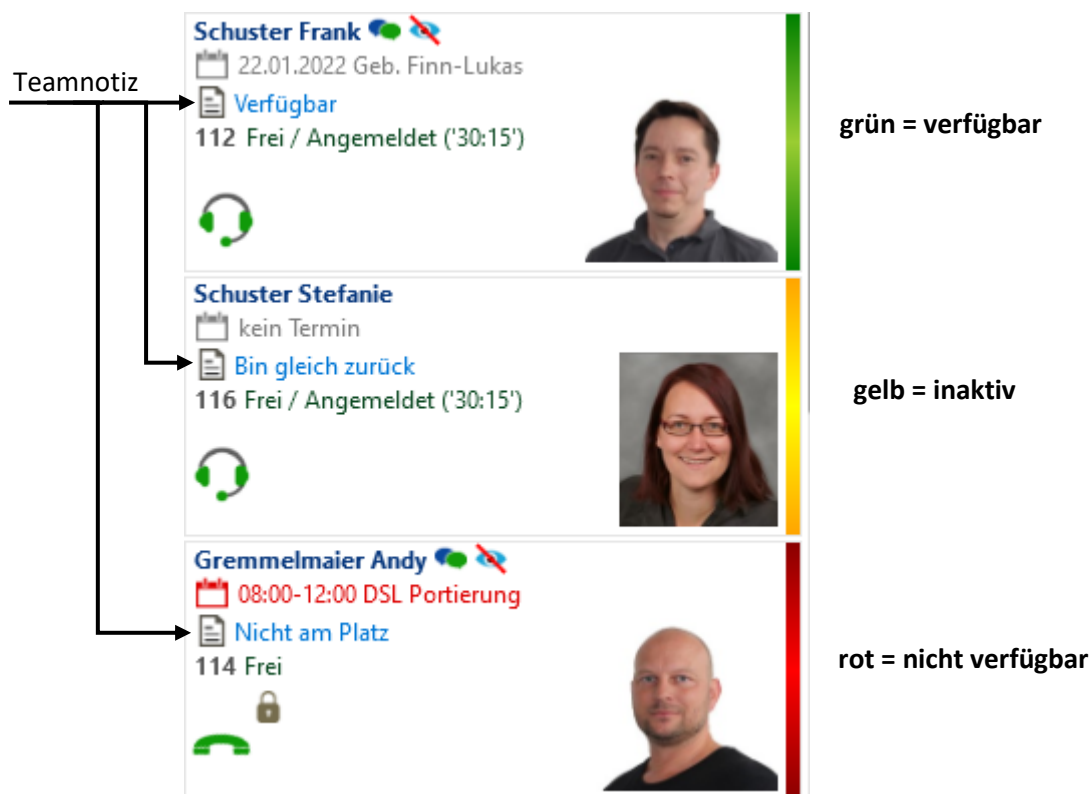 Schuster Frank
22.01.2022 Geb. Finn-Lukas
Teamnotiz
Verfügbar
112 Frei / Angemeldet ('30:15')
grün = verfügbar
Schuster Stefanie
kein Termin
Bin gleich zurück
116 Frei / Angemeldet ('30:15')
gelb = inaktiv
Gremmelmaier Andy
08:00-12:00 DSL Portierung
Nicht am Platz
114 Frei
rot = nicht verfügbar